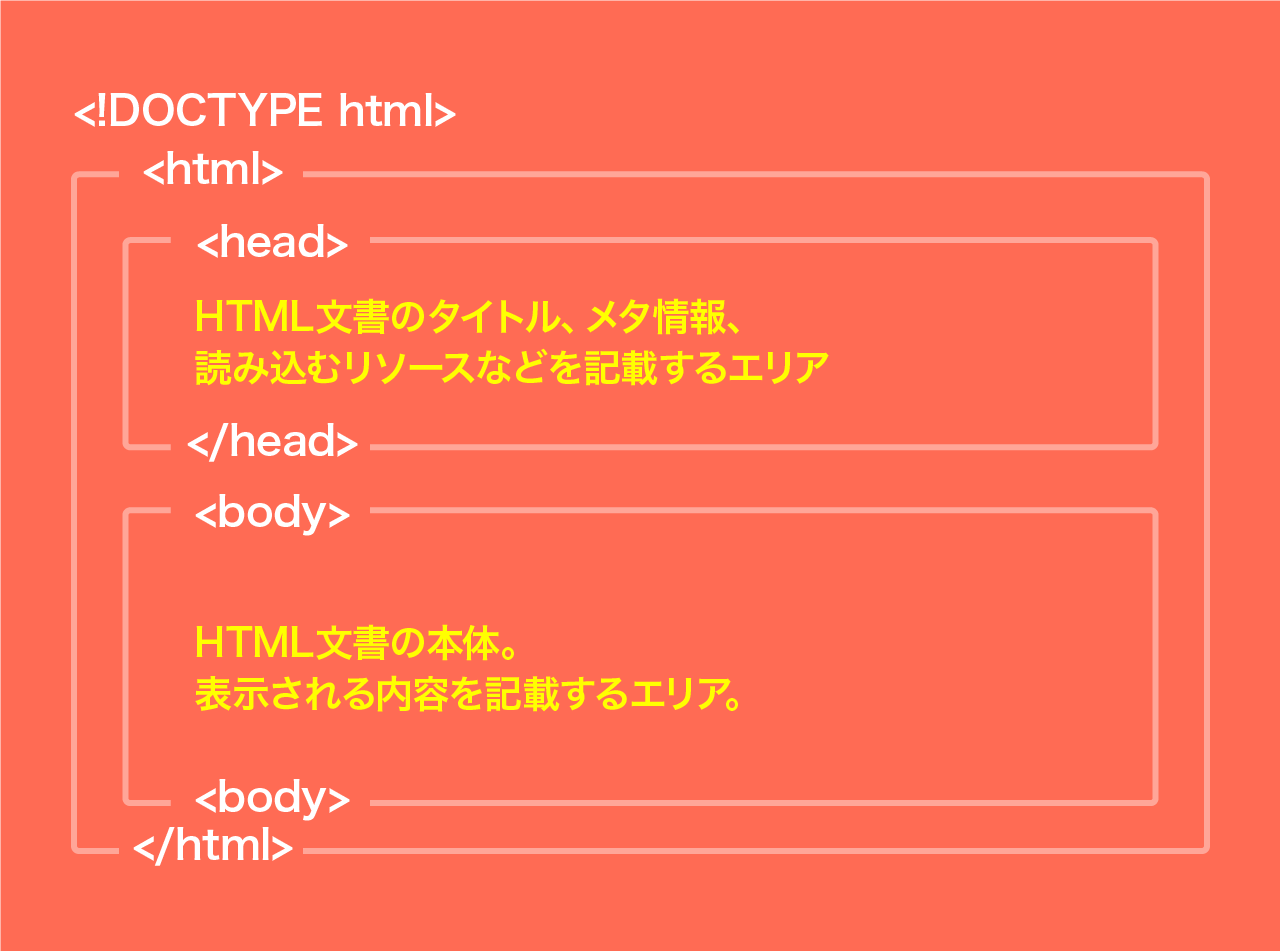 <!DOCTYPE html>
<html>
<head>
HTML文書のタイトル、メタ情報、
読み込むリソースなどを記載するエリア
</head>
<body>
HTML文書の本体。
表示される内容を記載するエリア。
<body>
</html>